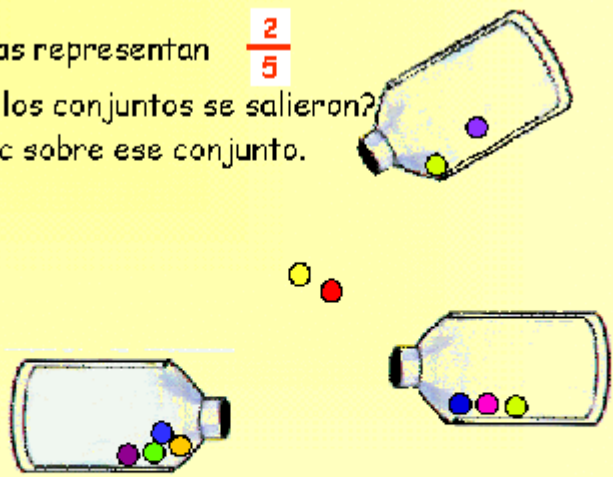 as representan 2/5
los conjuntos se salieron?
c sobre ese conjunto.